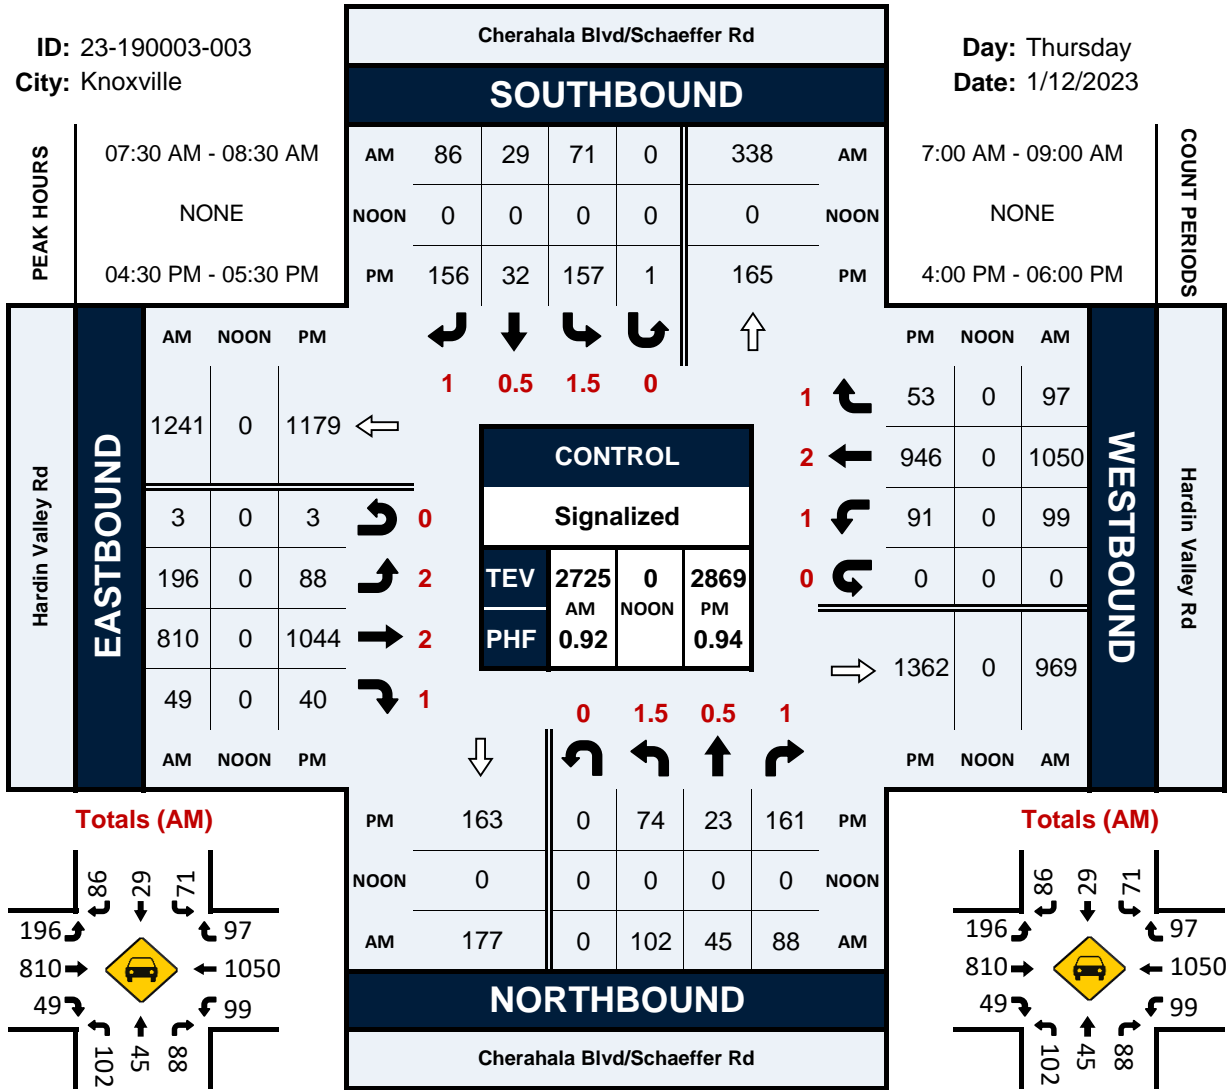 ID: 23-190003-003
City: Knoxville
Cherahala Blvd/Schaeffer Rd
Day: Thursday
Date: 1/12/2023
SOUTHBOUND
PEAK HOURS
07:30 AM - 08:30 AM
NONE
04:30 PM - 05:30 PM
AM 86 29 71 0 338 AM
NOON 0 0 0 0 0 NOON
PM 156 32 157 1 165 PM
7:00 AM - 09:00 AM
NONE
4:00 PM - 06:00 PM
COUNT PERIODS
1 0.5 1.5 0
Hardin Valley Rd
EASTBOUND
AM NOON PM
1241 0 1179
3 0 3 0
196 0 88 2
810 0 1044 2
49 0 40 1
AM NOON PM
CONTROL
Signalized
TEV 2725 0 2869
AM NOON PM
PHF 0.92 0.94
PM NOON AM
1 53 0 97
2 946 0 1050
1 91 0 99
0 0 0 0
1362 0 969
PM NOON AM
WESTBOUND
Hardin Valley Rd
0 1.5 0.5 1
PM 163 0 74 23 161 PM
NOON 0 0 0 0 0 NOON
AM 177 0 102 45 88 AM
NORTHBOUND
Cherahala Blvd/Schaeffer Rd
Totals (AM)
86 29 71
196 97
810 1050
49 99
102 45 88
Totals (AM)
86 29 71
196 97
810 1050
49 99
102 45 88